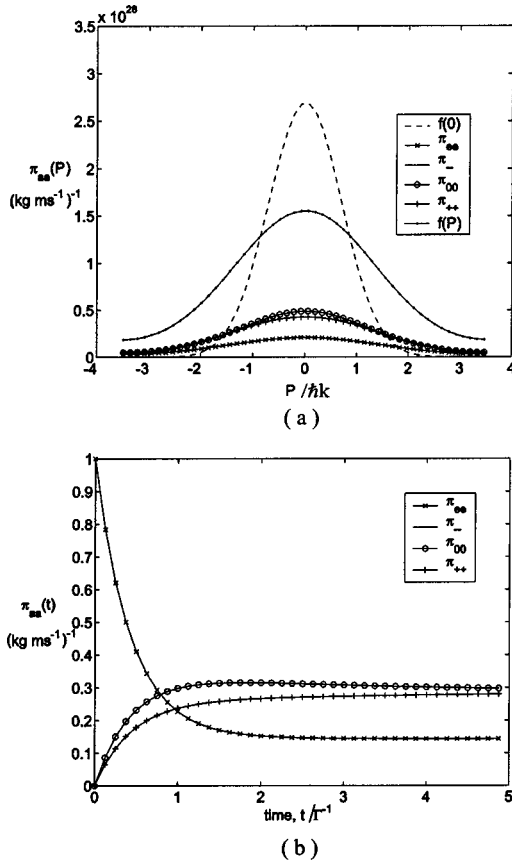 x 10²⁸
3.5
3
2.5
2
1.5
1
0.5
0
π_aa(P)
(kg ms⁻¹)⁻¹
f(0)
π_ee
π_--
π_00
π_++
f(P)
-4 -3 -2 -1 0 1 2 3 4
P/ħk
(a)
1
0.9
0.8
0.7
0.6
0.5
0.4
0.3
0.2
0.1
0
π_aa(t)
(kg ms⁻¹)⁻¹
π_ee
π_--
π_00
π_++
0 1 2 3 4 5
time, t/Γ⁻¹
(b)